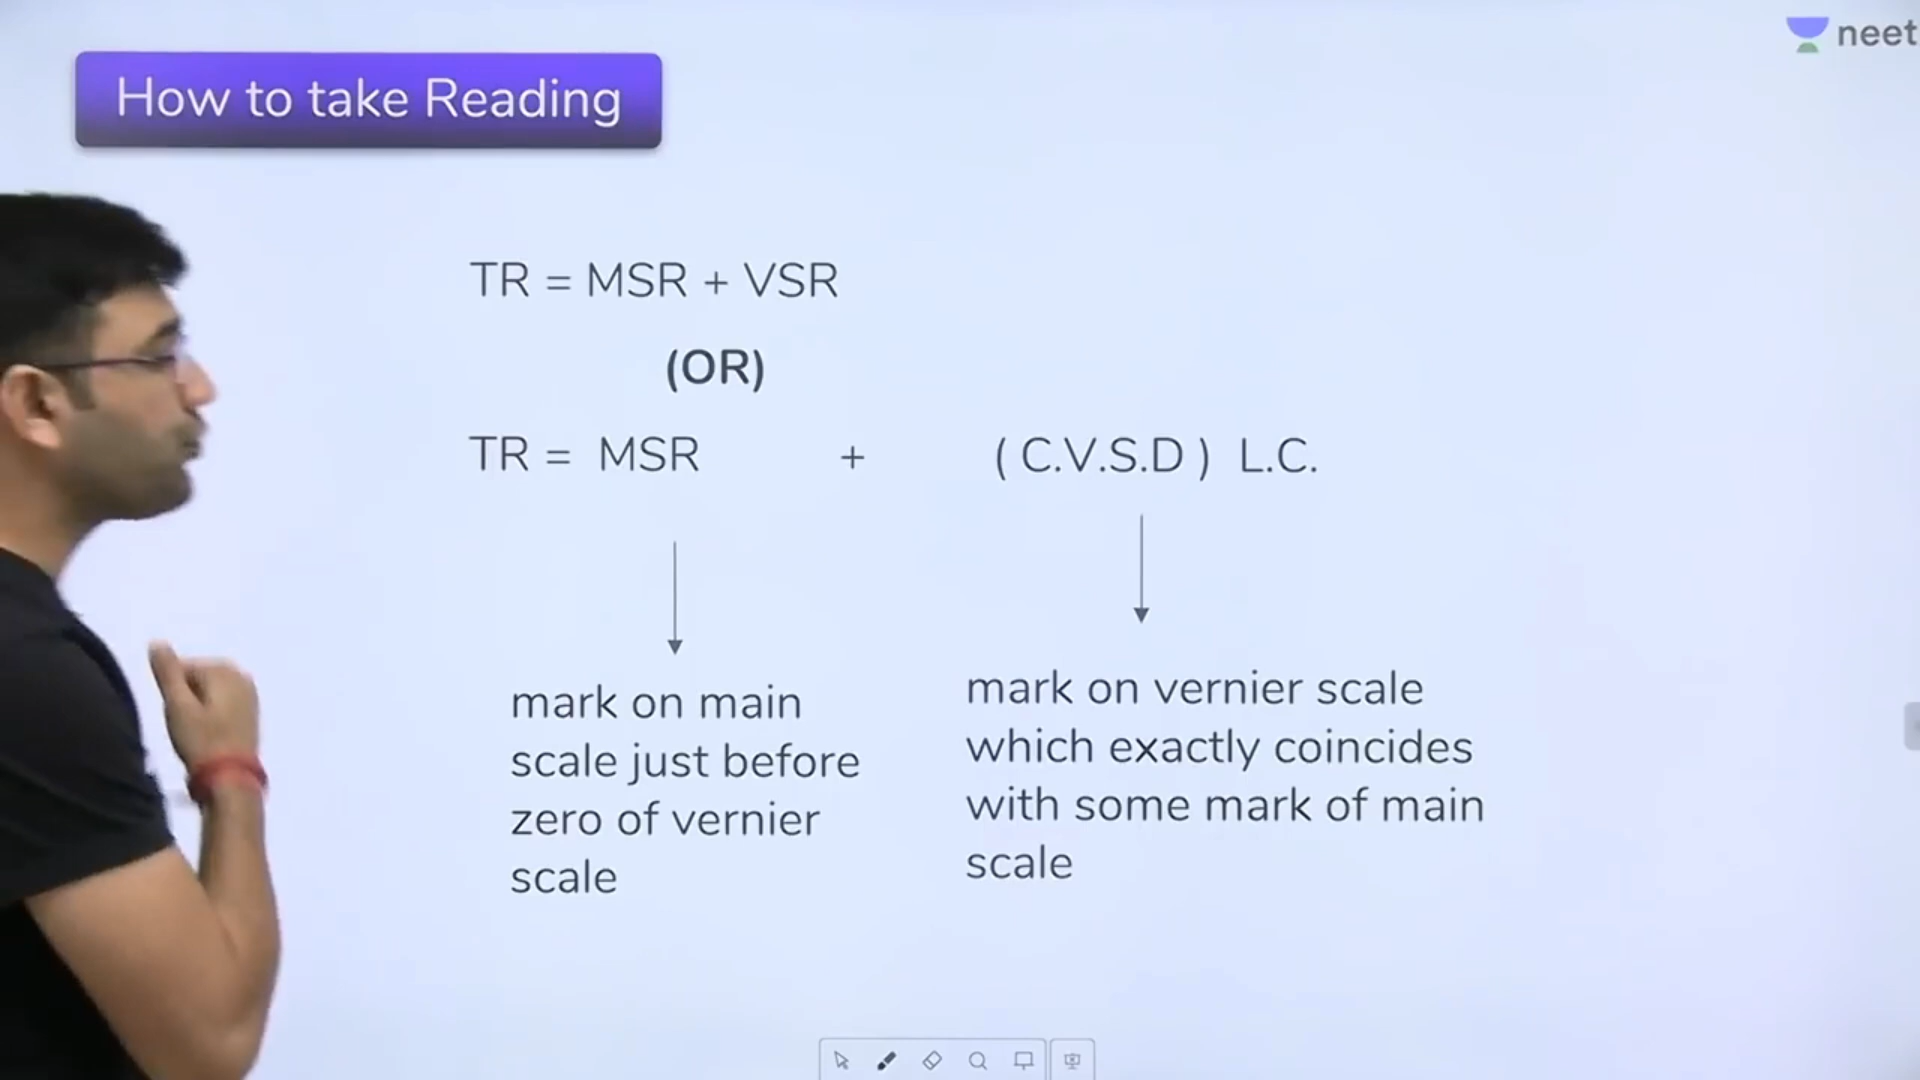 neet
How to take Reading
TR = MSR + VSR
(OR)
TR = MSR + ( C.V.S.D ) L.C.
mark on main
scale just before
zero of vernier
scale
mark on vernier scale
which exactly coincides
with some mark of main
scale